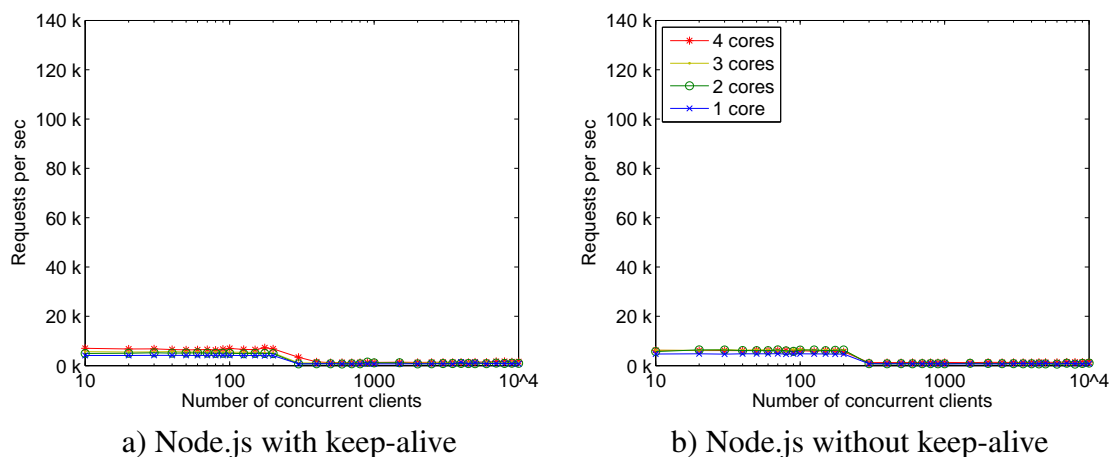 140 k
120 k
100 k
80 k
60 k
40 k
20 k
0 k
Requests per sec
10 100 1000 10^4
Number of concurrent clients
a) Node.js with keep-alive
140 k
120 k
100 k
80 k
60 k
40 k
20 k
0 k
Requests per sec
4 cores
3 cores
2 cores
1 core
10 100 1000 10^4
Number of concurrent clients
b) Node.js without keep-alive